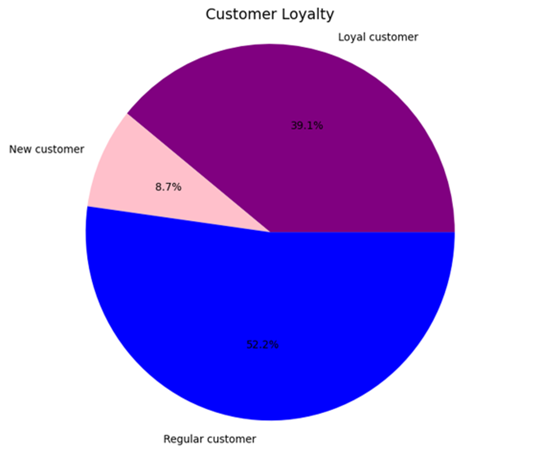 Customer Loyalty
Loyal customer
39.1%
New customer
8.7%
52.2%
Regular customer